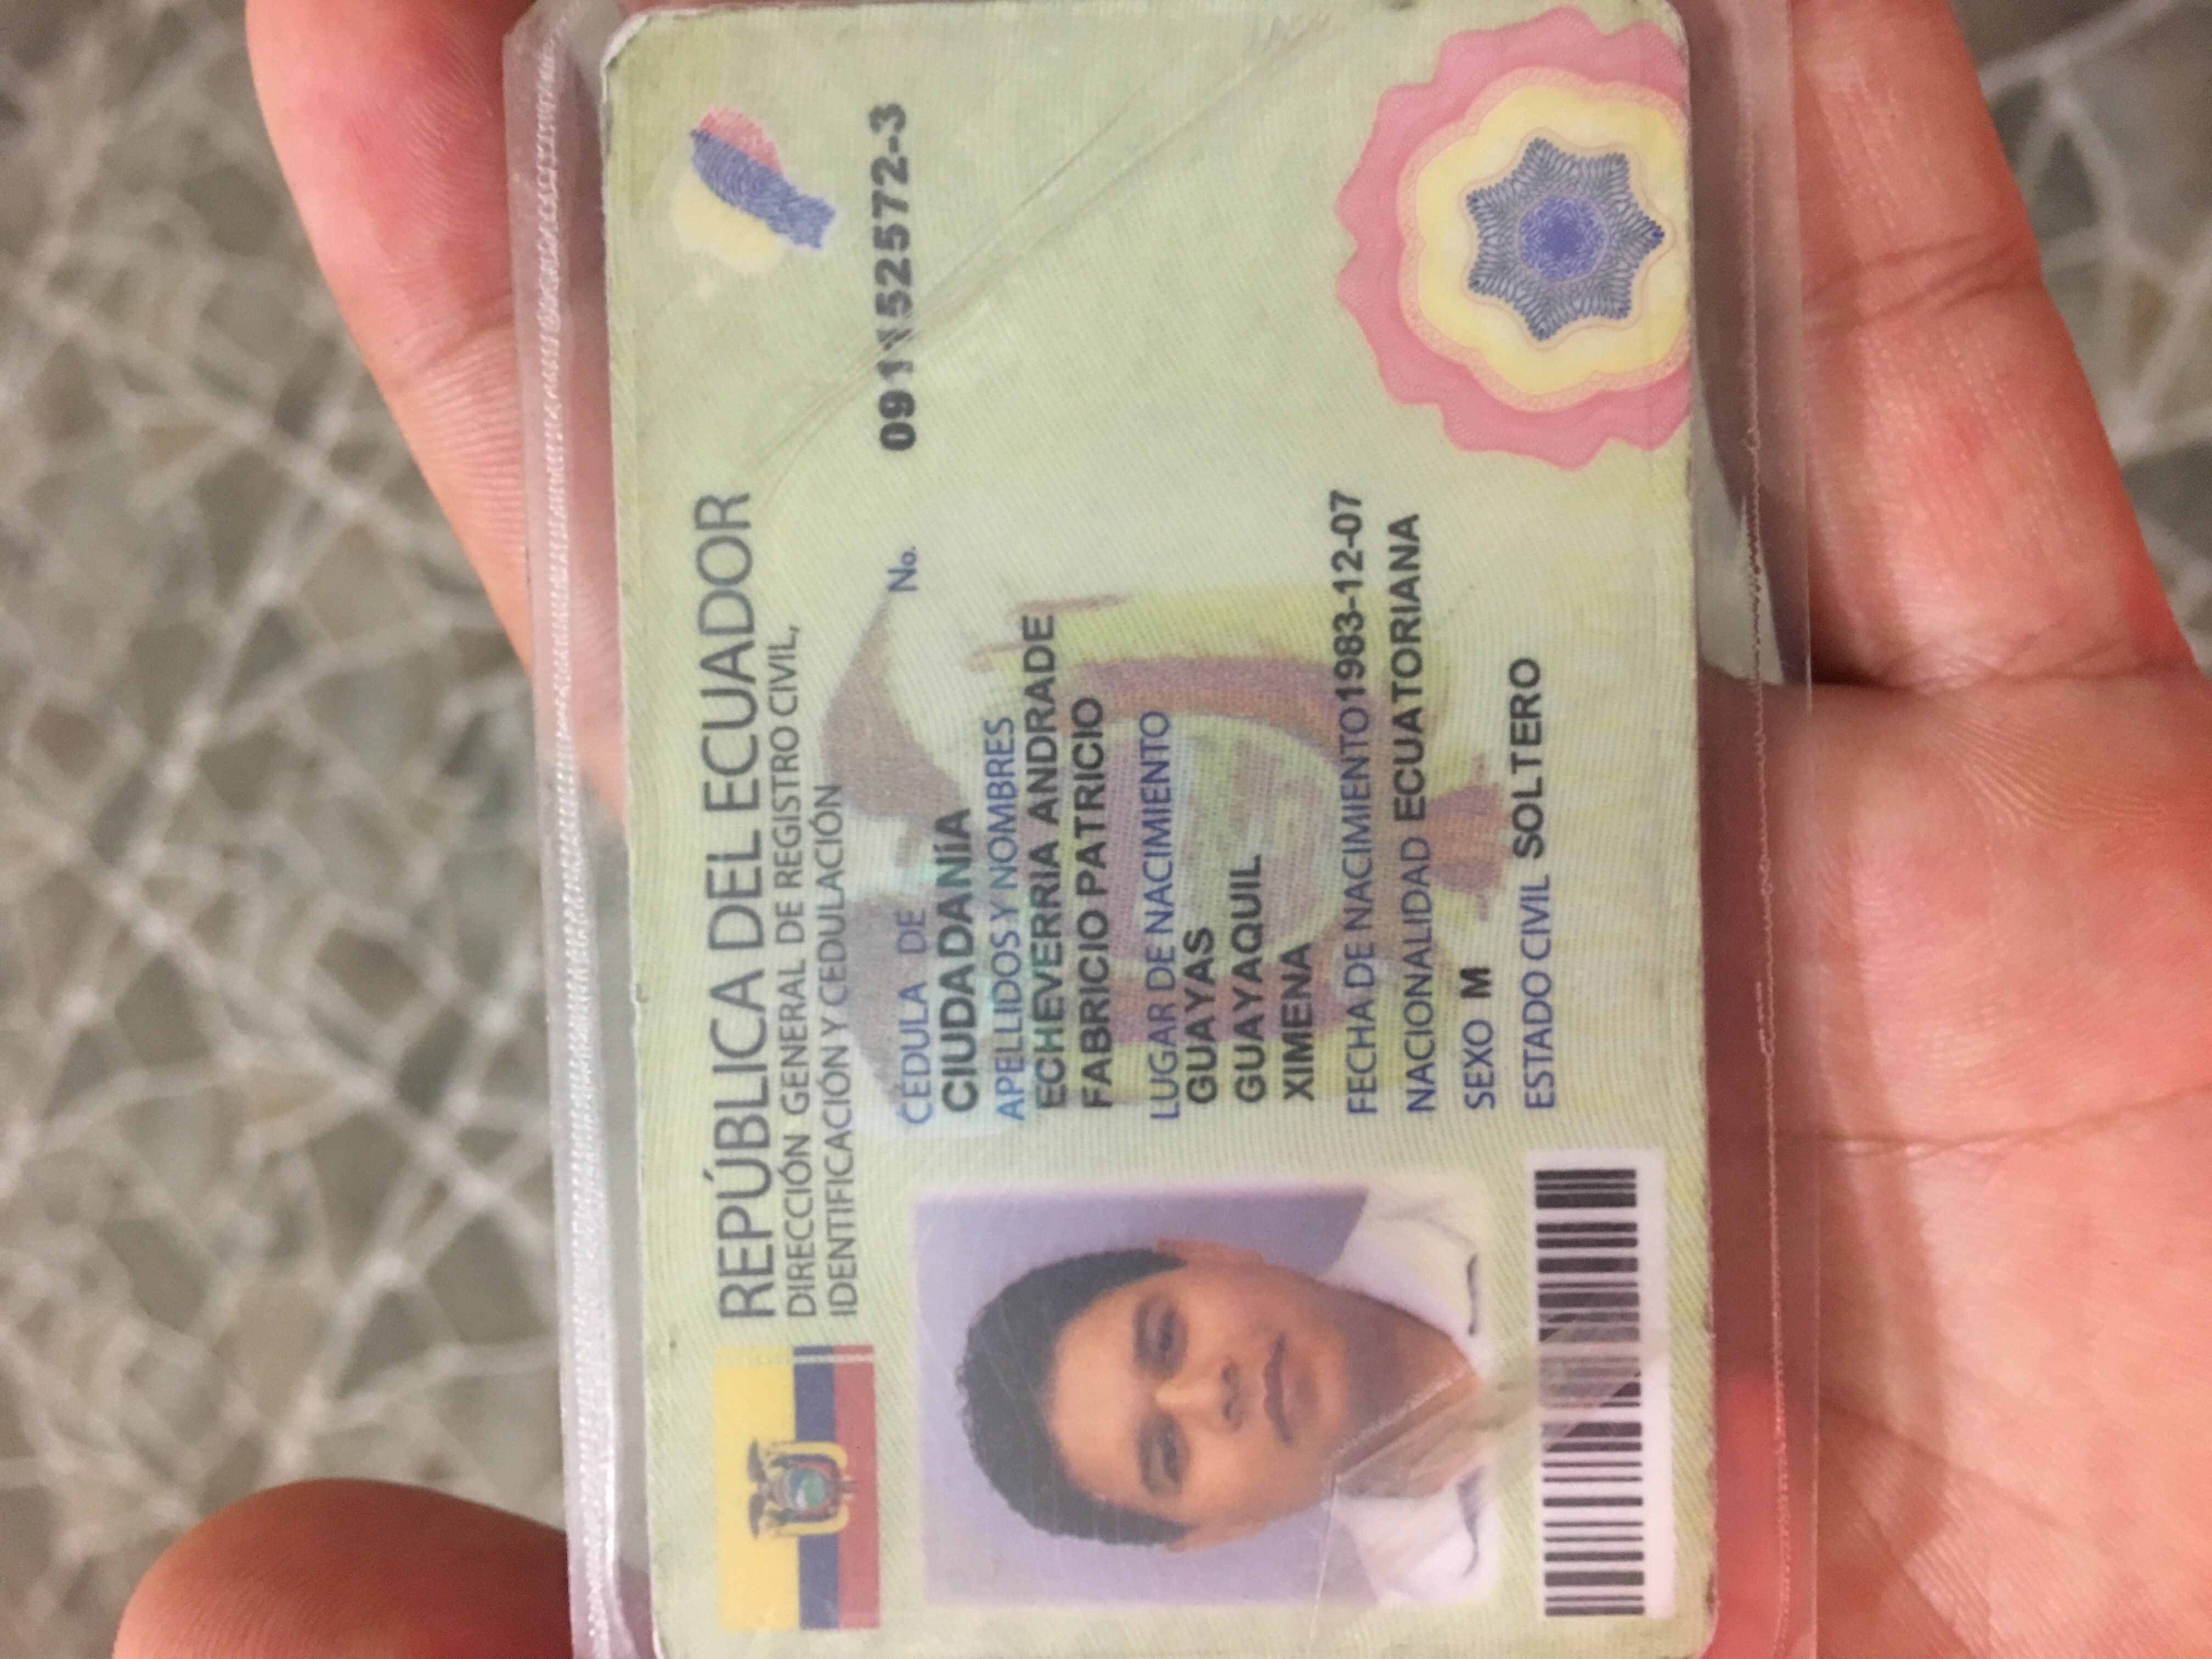 REPÚBLICA DEL ECUADOR
DIRECCIÓN GENERAL DE REGISTRO CIVIL,
IDENTIFICACIÓN Y CEDULACIÓN
CÉDULA DE No. 091152572-3
CIUDADANÍA
APELLIDOS Y NOMBRES
ECHEVERRIA ANDRADE
FABRICIO PATRICIO
LUGAR DE NACIMIENTO
GUAYAS
GUAYAQUIL
XIMENA
FECHA DE NACIMIENTO 1983-12-07
NACIONALIDAD ECUATORIANA
SEXO M
ESTADO CIVIL SOLTERO